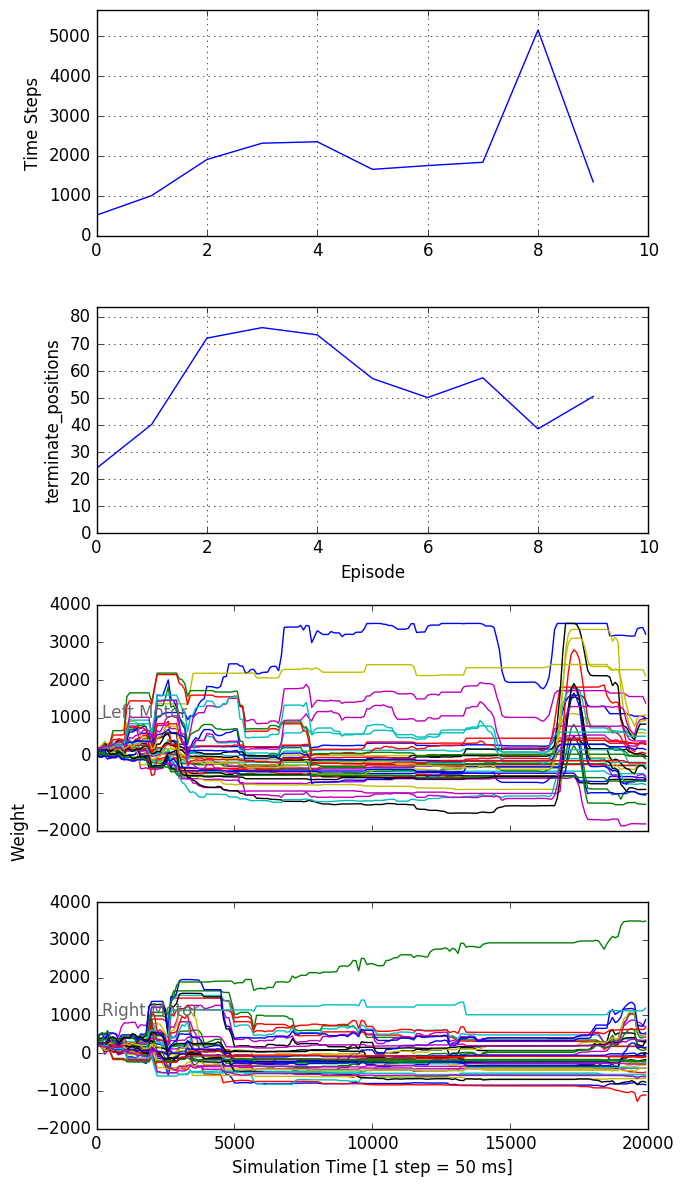 5000
4000
3000
2000
1000
0
Time Steps
0 2 4 6 8 10
80
70
60
50
40
30
20
10
0
terminate_positions
0 2 4 6 8 10
Episode
4000
3000
2000
1000
0
−1000
−2000
Left Motor
Weight
4000
3000
2000
1000
0
−1000
−2000
Right Motor
0 5000 10000 15000 20000
Simulation Time [1 step = 50 ms]